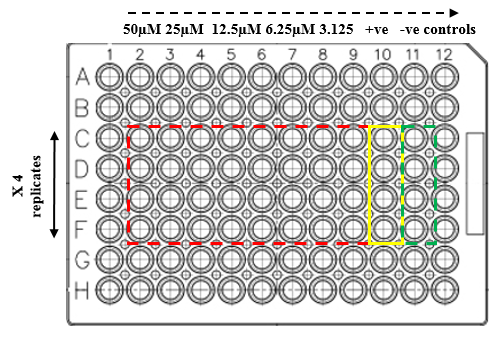 50µM 25µM 12.5µM 6.25µM 3.125 +ve -ve controls
1 2 3 4 5 6 7 8 9 10 11 12
A
B
C
D
E
F
G
H
X 4
replicates